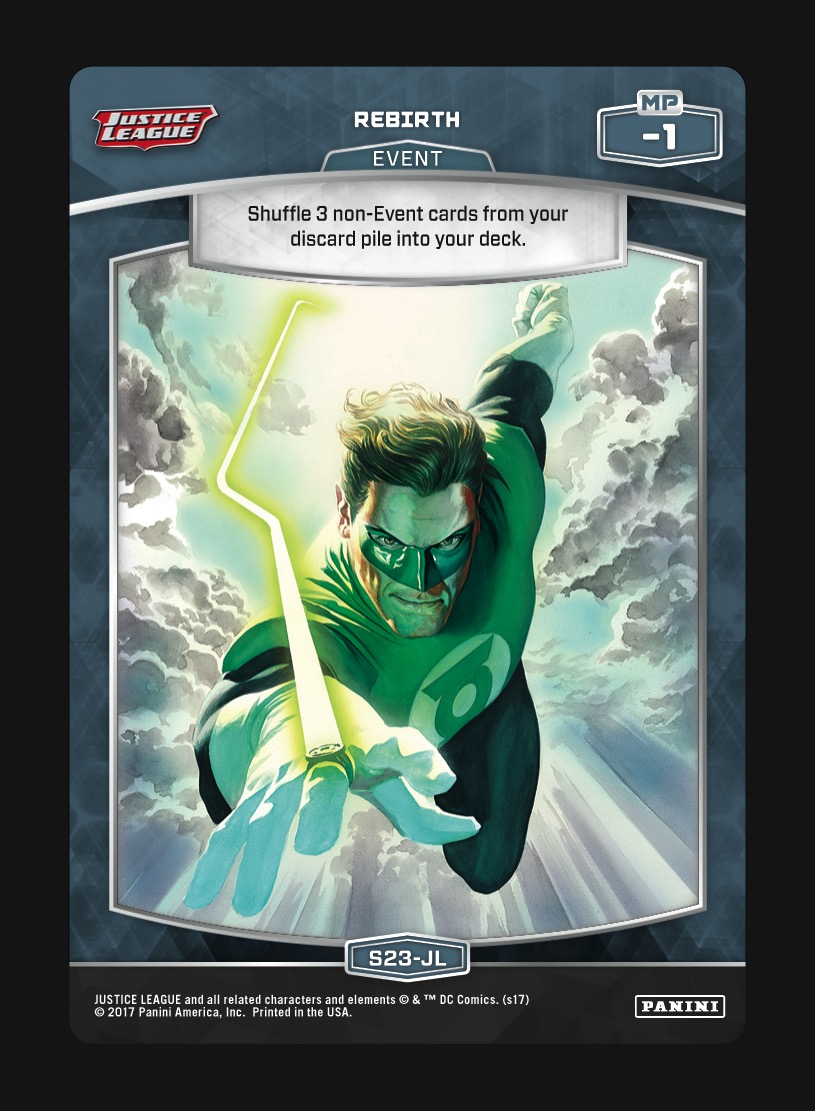 JUSTICE
LEAGUE
REBIRTH
MP
-1
EVENT
Shuffle 3 non-Event cards from your
discard pile into your deck.
S23-JL
JUSTICE LEAGUE and all related characters and elements © & ™ DC Comics. (s17)
© 2017 Panini America, Inc. Printed in the USA.
PANINI